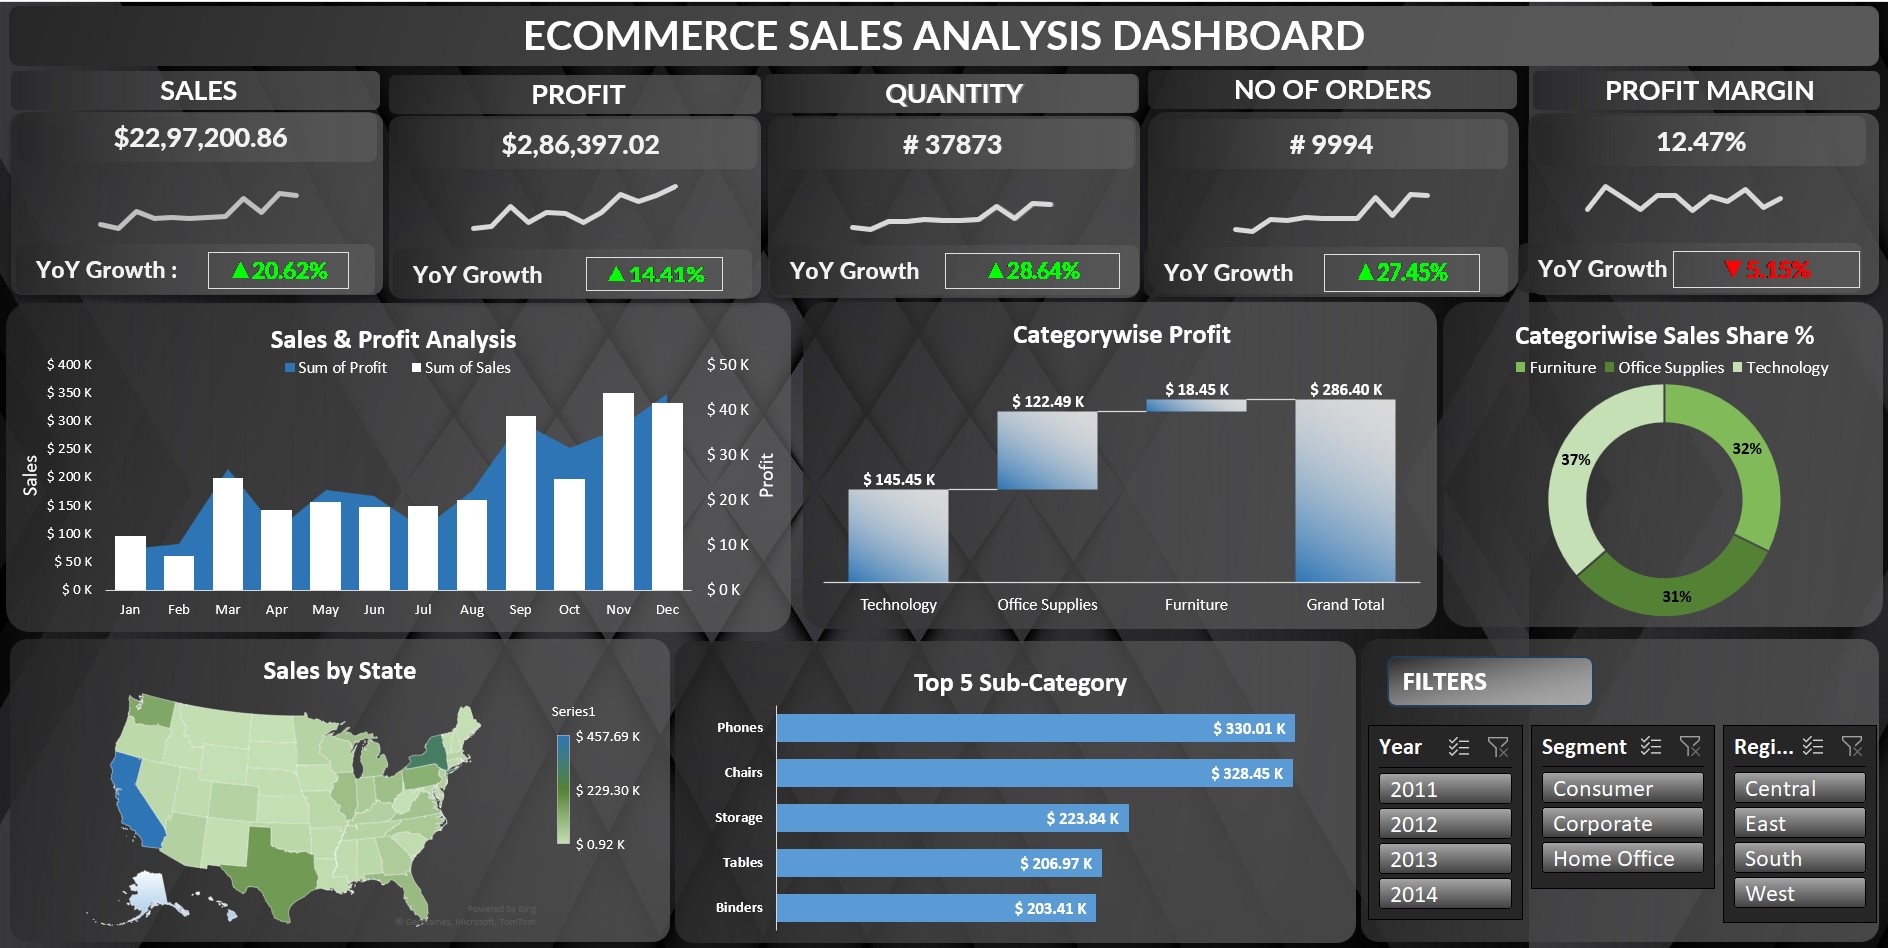 ECOMMERCE SALES ANALYSIS DASHBOARD
SALES
$22,97,200.86
YoY Growth :
▲20.62%
PROFIT
$2,86,397.02
YoY Growth
▲14.41%
QUANTITY
# 37873
YoY Growth
▲28.64%
NO OF ORDERS
# 9994
YoY Growth
▲27.45%
PROFIT MARGIN
12.47%
YoY Growth
▼5.15%
Sales & Profit Analysis
Sum of Profit
Sum of Sales
Sales
$ 400 K
$ 350 K
$ 300 K
$ 250 K
$ 200 K
$ 150 K
$ 100 K
$ 50 K
$ 0 K
$ 50 K
$ 40 K
$ 30 K
$ 20 K
$ 10 K
$ 0 K
Profit
Jan Feb Mar Apr May Jun Jul Aug Sep Oct Nov Dec
Categorywise Profit
$ 145.45 K
$ 122.49 K
$ 18.45 K
$ 286.40 K
Technology Office Supplies Furniture Grand Total
Categoriwise Sales Share %
Furniture Office Supplies Technology
37%
32%
31%
Sales by State
Series1
$ 457.69 K
$ 229.30 K
$ 0.92 K
Powered by Bing
© GeoNames, Microsoft, TomTom
Top 5 Sub-Category
Phones $ 330.01 K
Chairs $ 328.45 K
Storage $ 223.84 K
Tables $ 206.97 K
Binders $ 203.41 K
FILTERS
Year
2011
2012
2013
2014
Segment
Consumer
Corporate
Home Office
Regi...
Central
East
South
West